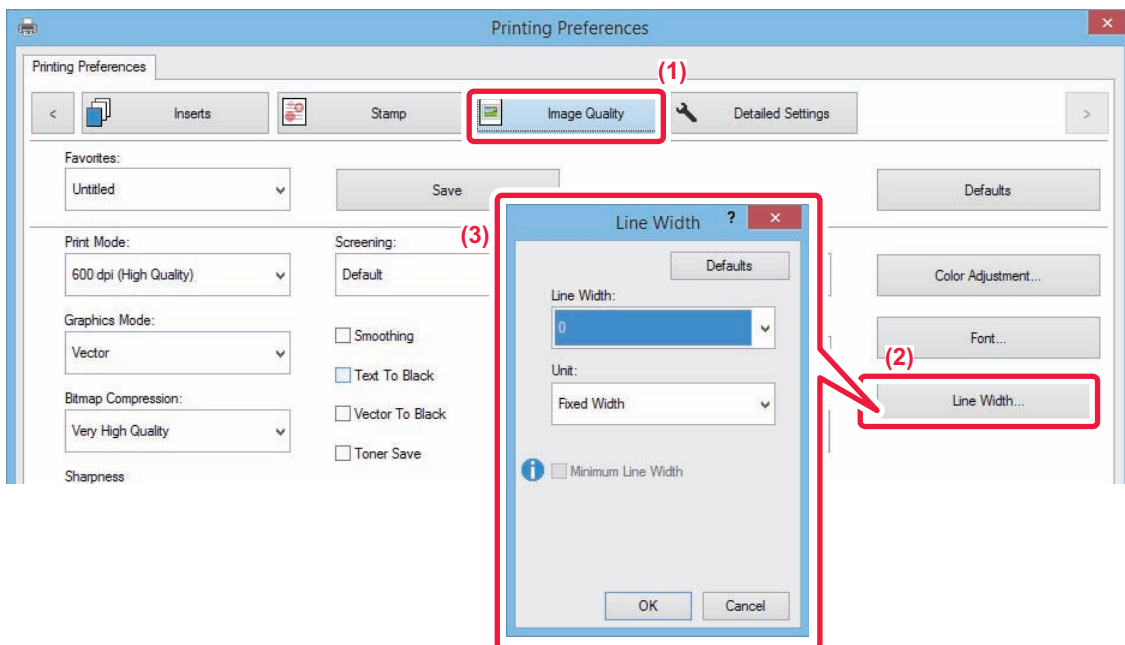 Printing Preferences
×
Printing Preferences
(1)
<
Inserts
Stamp
Image Quality
Detailed Settings
>
Favorites:
Untitled
Save
Defaults
Print Mode:
600 dpi (High Quality)
Screening:
Default
Color Adjustment...
Graphics Mode:
Vector
Smoothing
Text To Black
Vector To Black
Toner Save
Font...
Bitmap Compression:
Very High Quality
(2)
Line Width...
Sharpness
(3)
Line Width
?
×
Defaults
Line Width:
0
Unit:
Fixed Width
i
Minimum Line Width
OK
Cancel